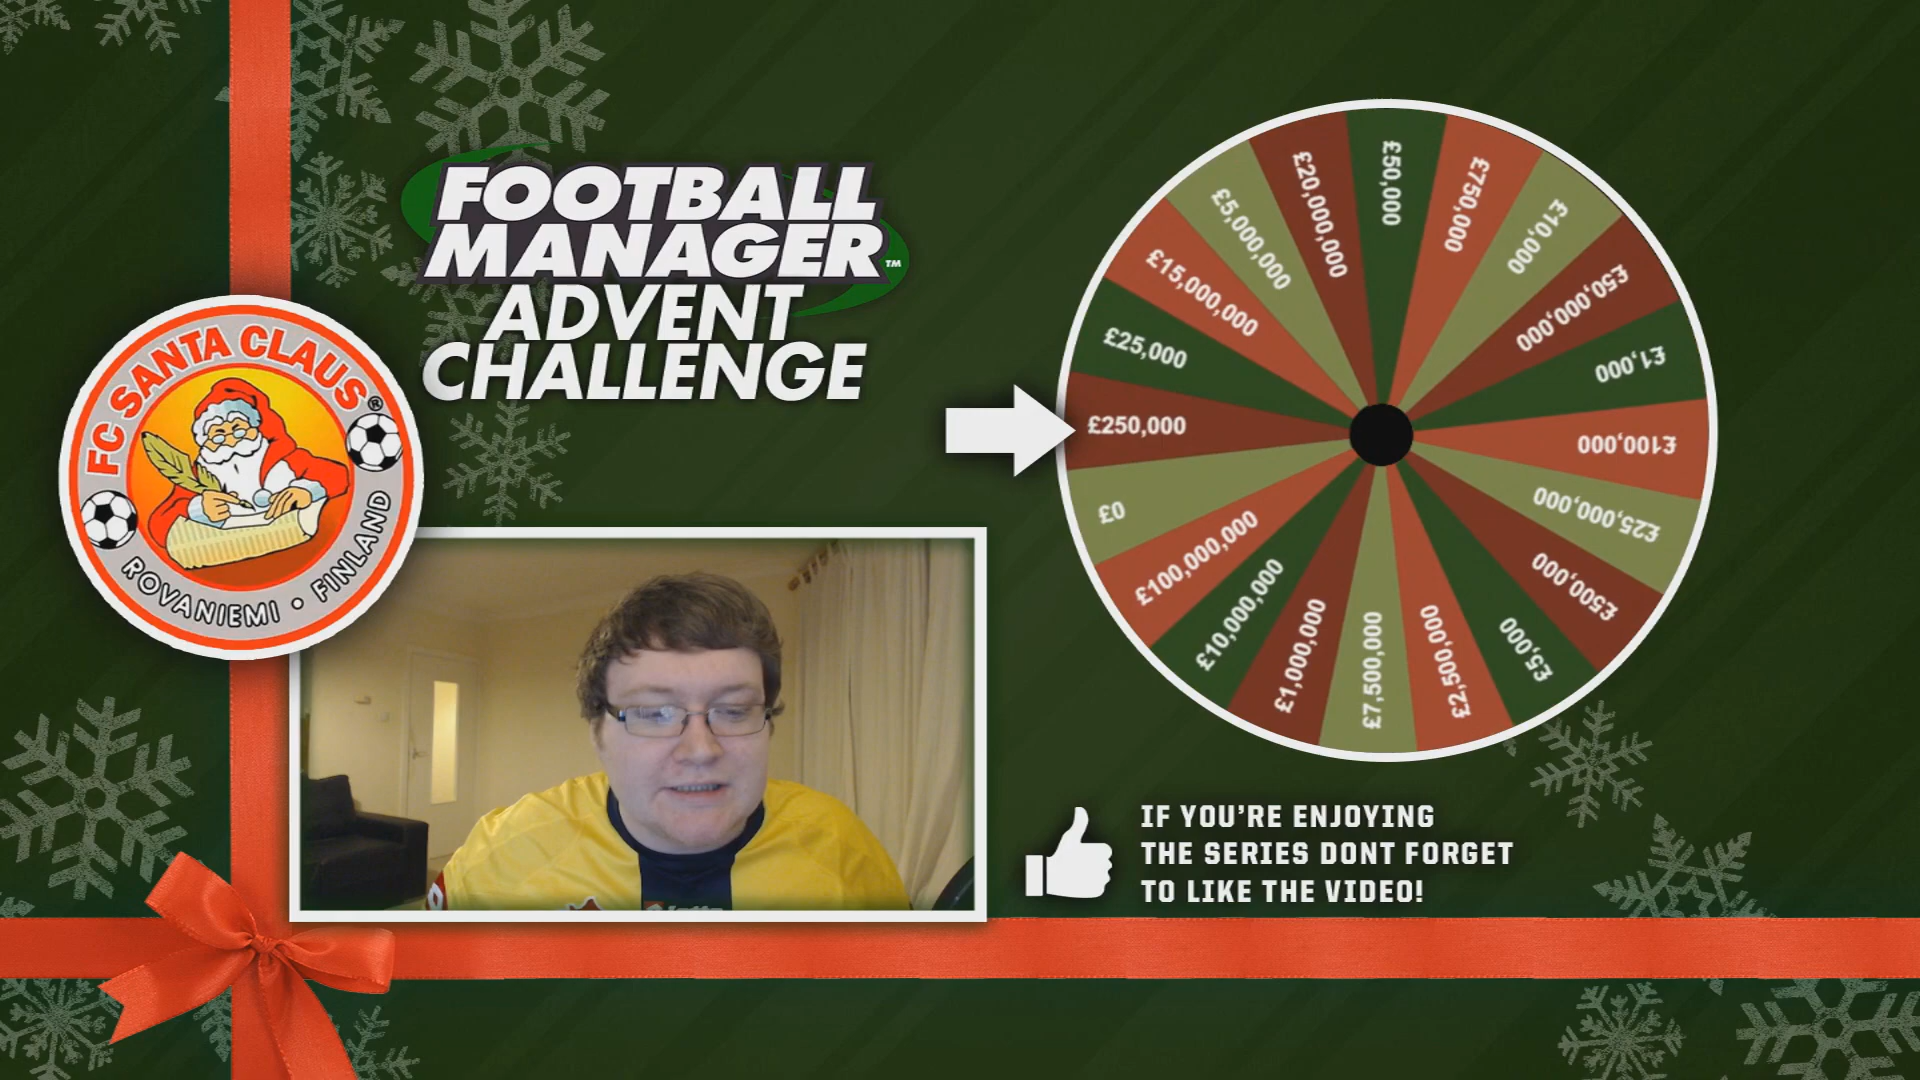 FOOTBALL
MANAGER™
ADVENT
CHALLENGE
FC SANTA CLAUS®
ROVANIEMI • FINLAND
£50,000
£750,000
£10,000
£50,000,000
£1,000
£100,000
£25,000,000
£500,000
£5,000
£2,500,000
£7,500,000
£1,000,000
£10,000,000
£100,000,000
£0
£250,000
£25,000
£15,000,000
£5,000,000
£20,000,000
IF YOU'RE ENJOYING
THE SERIES DONT FORGET
TO LIKE THE VIDEO!